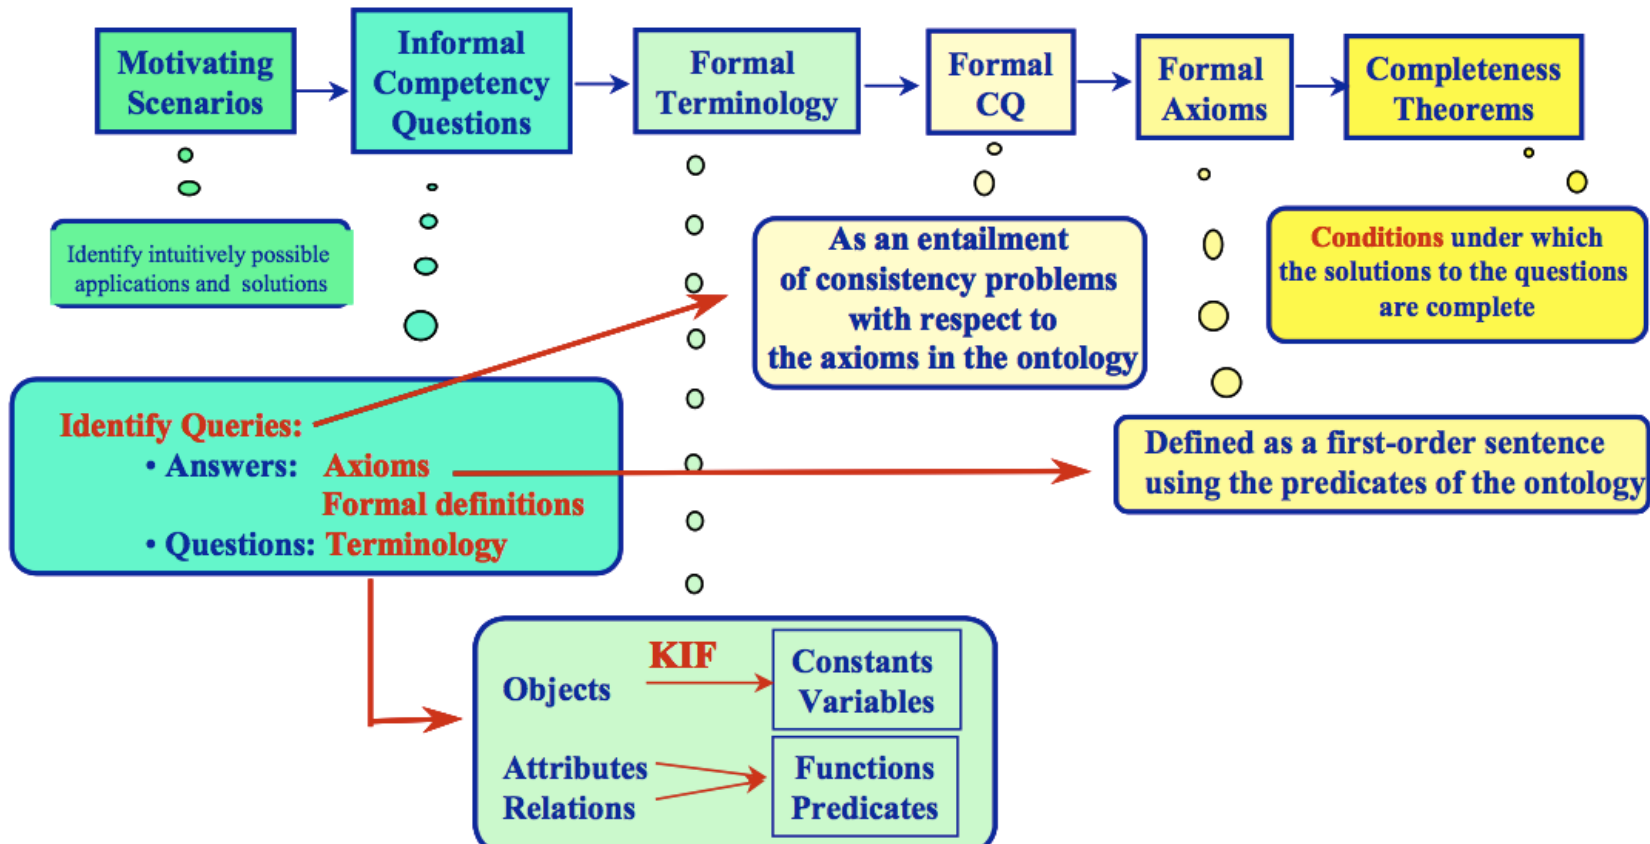 Motivating
Scenarios
Informal
Competency
Questions
Formal
Terminology
Formal
CQ
Formal
Axioms
Completeness
Theorems
Identify intuitively possible
applications and solutions
As an entailment
of consistency problems
with respect to
the axioms in the ontology
Conditions under which
the solutions to the questions
are complete
Identify Queries:
• Answers: Axioms
Formal definitions
• Questions: Terminology
Defined as a first-order sentence
using the predicates of the ontology
KIF
Objects
Constants
Variables
Attributes
Relations
Functions
Predicates